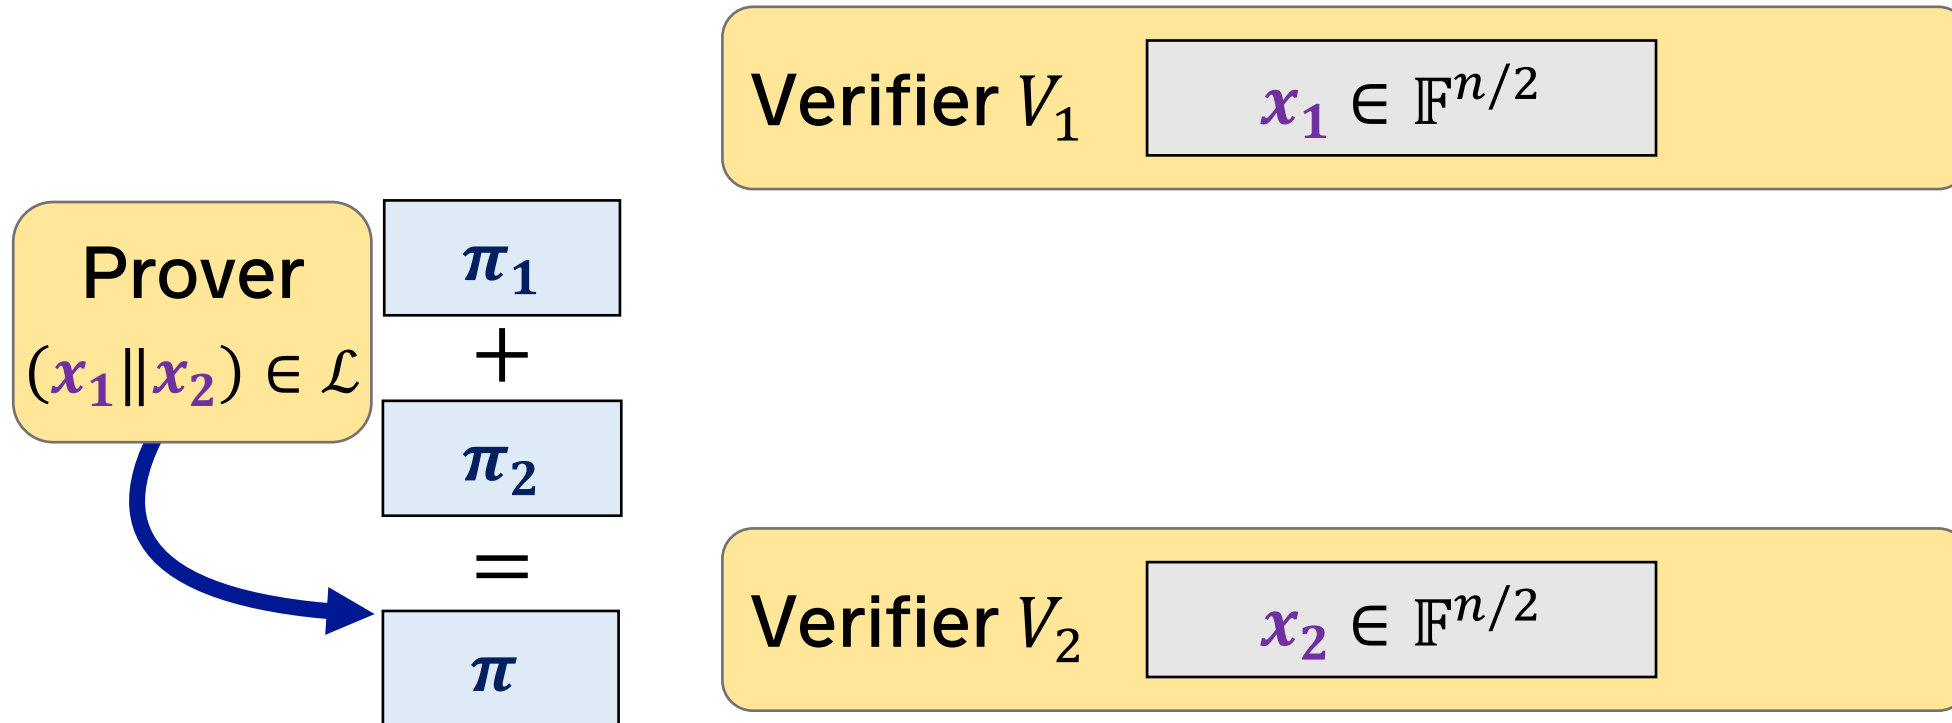 Verifier V₁
x₁ ∈ 𝔽^{n/2}
Prover
(x₁‖x₂) ∈ ℒ
π₁
+
π₂
=
π
Verifier V₂
x₂ ∈ 𝔽^{n/2}